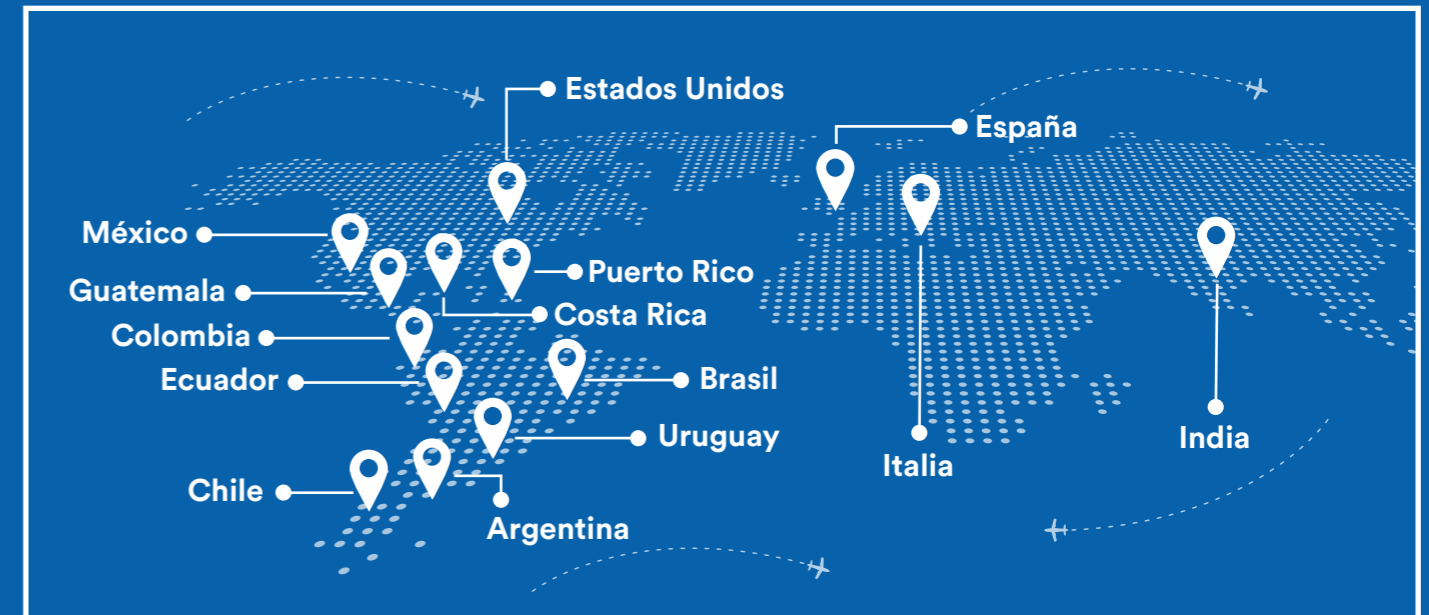 Estados Unidos
España
México
Puerto Rico
Guatemala
Costa Rica
Colombia
Ecuador
Brasil
Uruguay
India
Italia
Chile
Argentina